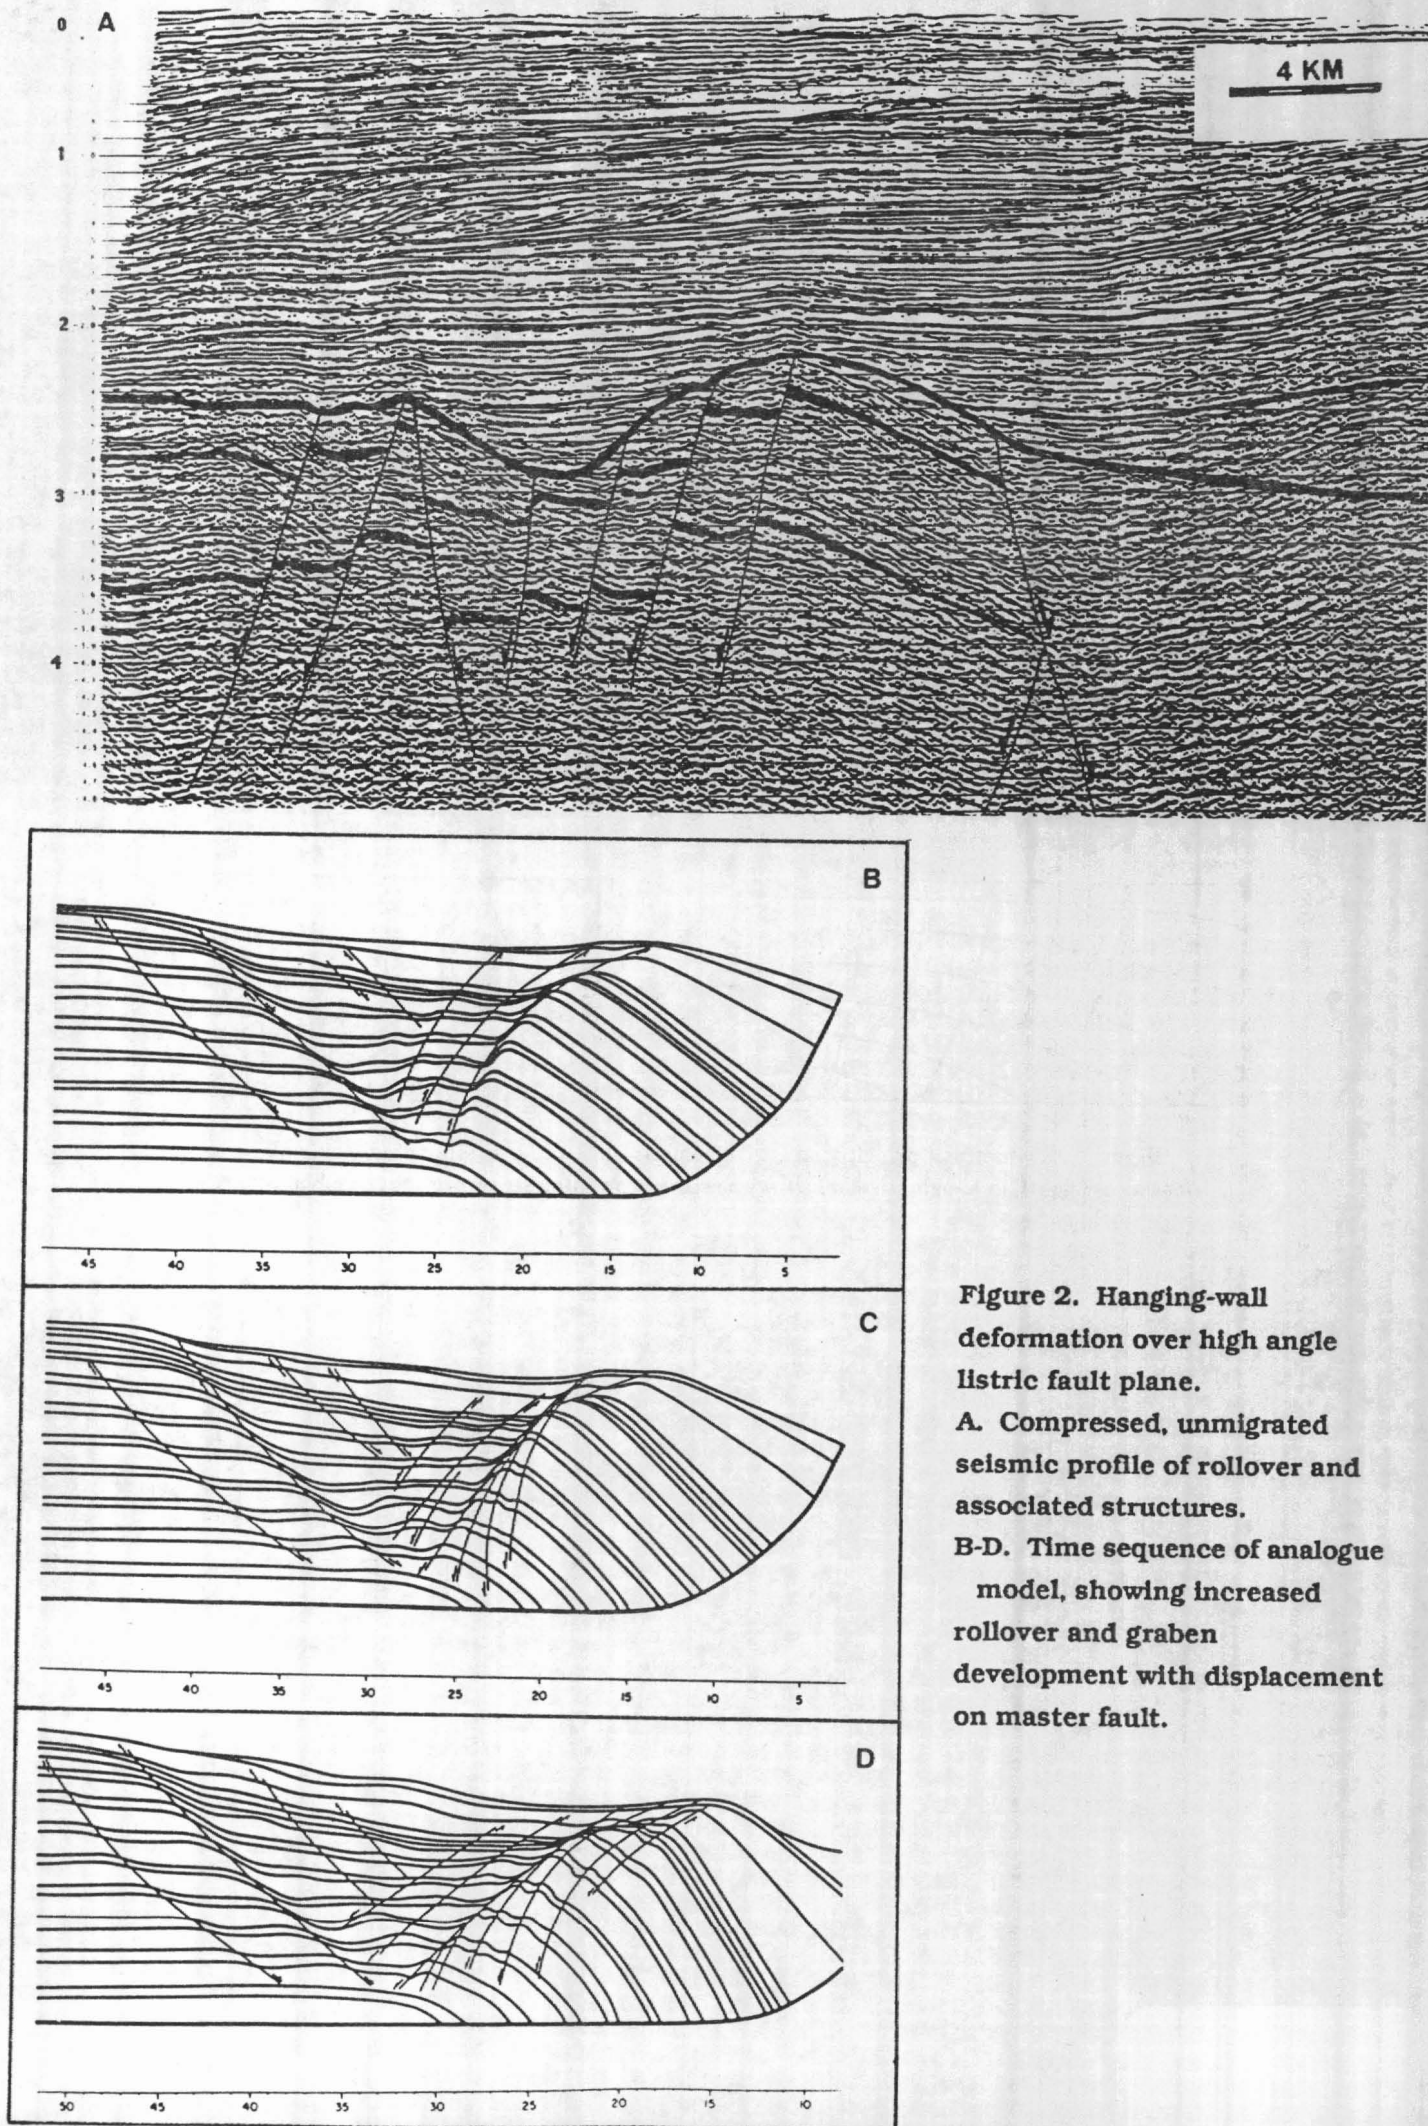 0 A
4 KM
1
2
3
4
B
45 40 35 30 25 20 15 10 5
C
45 40 35 30 25 20 15 10 5
D
50 45 40 35 30 25 20 15 10
Figure 2. Hanging-wall
deformation over high angle
listric fault plane.
A. Compressed, unmigrated
seismic profile of rollover and
associated structures.
B-D. Time sequence of analogue
model, showing increased
rollover and graben
development with displacement
on master fault.